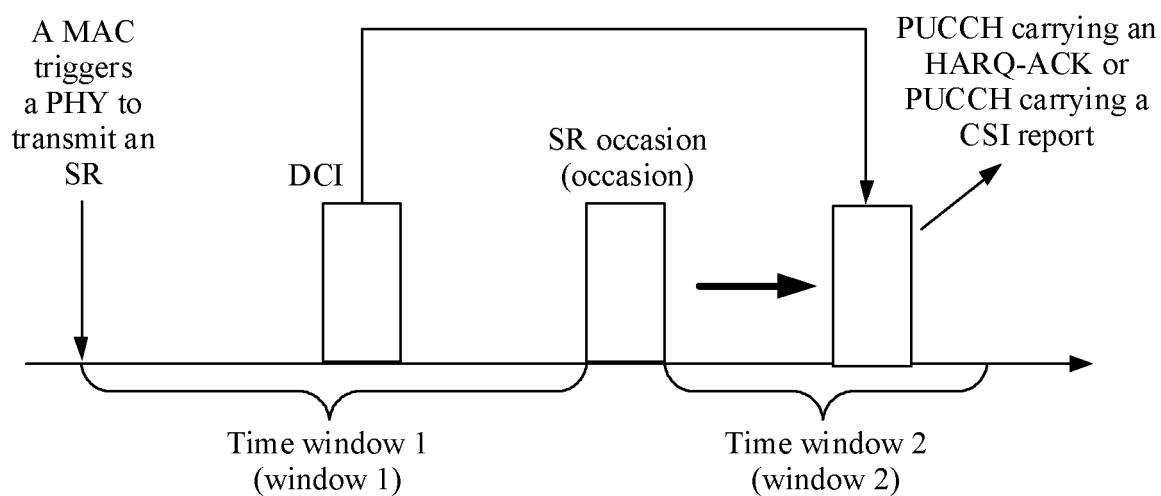 A MAC
triggers
a PHY to
transmit an
SR
DCI
SR occasion
(occasion)
PUCCH carrying an
HARQ-ACK or
PUCCH carrying a
CSI report
Time window 1
(window 1)
Time window 2
(window 2)